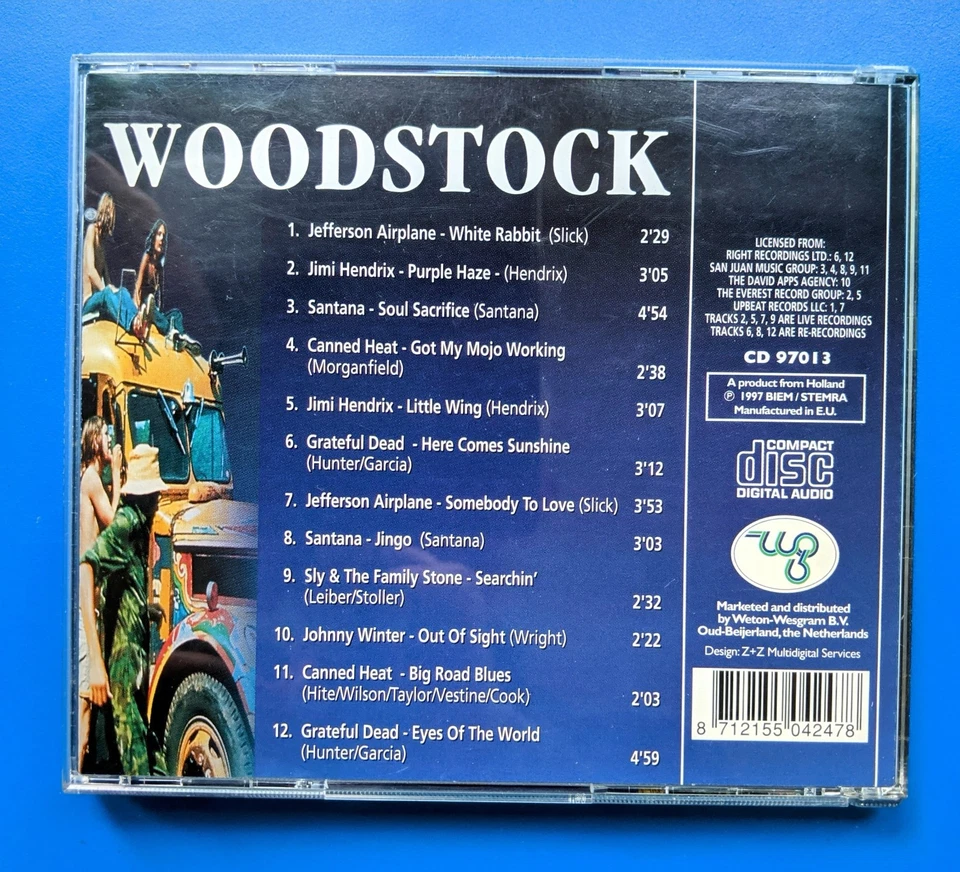 WOODSTOCK
1. Jefferson Airplane - White Rabbit (Slick) 2'29
2. Jimi Hendrix - Purple Haze - (Hendrix) 3'05
3. Santana - Soul Sacrifice (Santana) 4'54
4. Canned Heat - Got My Mojo Working
(Morganfield) 2'38
5. Jimi Hendrix - Little Wing (Hendrix) 3'07
6. Grateful Dead - Here Comes Sunshine
(Hunter/Garcia) 3'12
7. Jefferson Airplane - Somebody To Love (Slick) 3'53
8. Santana - Jingo (Santana) 3'03
9. Sly & The Family Stone - Searchin'
(Leiber/Stoller) 2'32
10. Johnny Winter - Out Of Sight (Wright) 2'22
11. Canned Heat - Big Road Blues
(Hite/Wilson/Taylor/Vestine/Cook) 2'03
12. Grateful Dead - Eyes Of The World
(Hunter/Garcia) 4'59
LICENSED FROM:
RIGHT RECORDINGS LTD.: 6, 12
SAN JUAN MUSIC GROUP: 3, 4, 8, 9, 11
THE DAVID APPS AGENCY: 10
THE EVEREST RECORD GROUP: 2, 5
UPBEAT RECORDS LLC: 1, 7
TRACKS 2, 5, 7, 9 ARE LIVE RECORDINGS
TRACKS 6, 8, 12 ARE RE-RECORDINGS
CD 97013
A product from Holland
℗ 1997 BIEM / STEMRA
Manufactured in E.U.
COMPACT
disc
DIGITAL AUDIO
wg
Marketed and distributed
by Weton-Wesgram B.V.
Oud-Beijerland, the Netherlands
Design: Z+Z Multidigital Services
8 712155 042478